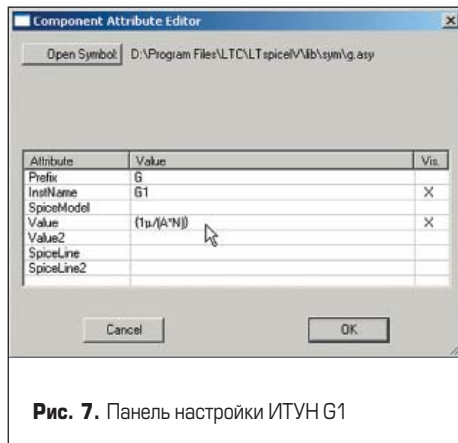 Component Attribute Editor
Open Symbol: D:\Program Files\LTC\LTspiceIV\lib\sym\g.asy
Attribute Value Vis.
Prefix G
InstName G1 X
SpiceModel
Value {1µ/(A*N)} X
Value2
SpiceLine
SpiceLine2
Cancel OK
Рис. 7. Панель настройки ИТУН G1